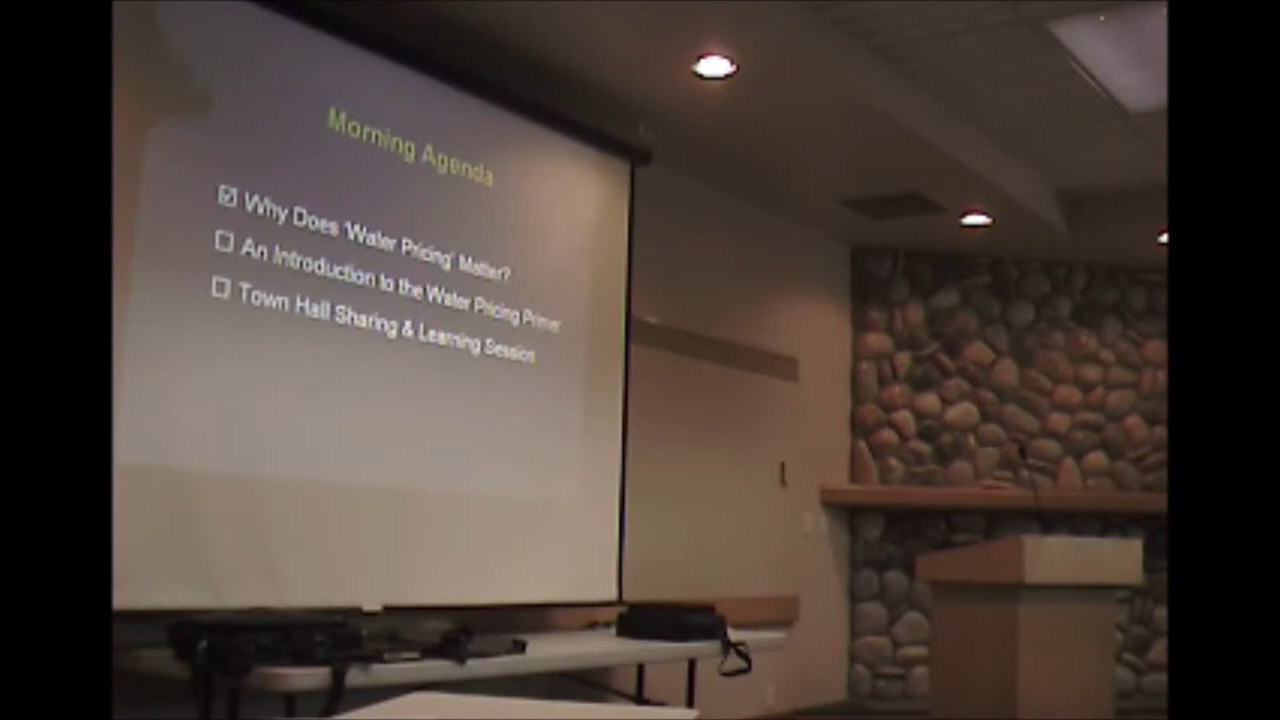 Morning Agenda
☑ Why Does 'Water Pricing' Matter?
☐ An Introduction to the Water Pricing Primer
☐ Town Hall Sharing & Learning Session